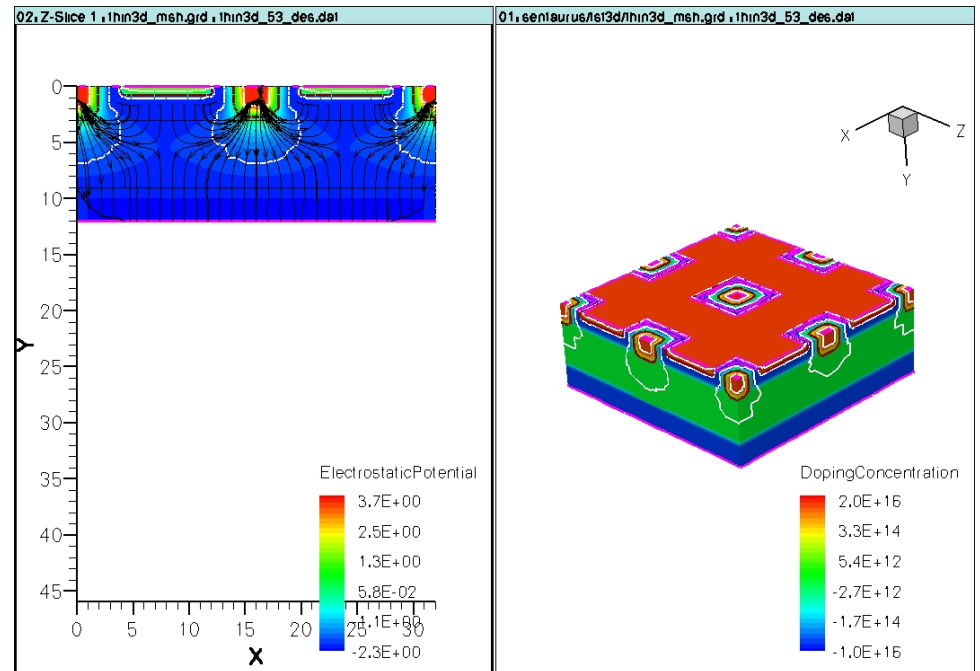 02: Z-Slice 1 : thin3d_msh.grd : thin3d_53_des.dat
0
5
10
15
20
25
30
35
40
45
Y
0 5 10 15 20 25 30
X
ElectrostaticPotential
3.7E+00
2.5E+00
1.3E+00
5.8E-02
-1.1E+00
-2.3E+00
01: sentaurus/tst3d/thin3d_msh.grd : thin3d_53_des.dat
X
Z
Y
DopingConcentration
2.0E+16
3.3E+14
5.4E+12
-2.7E+12
-1.7E+14
-1.0E+16